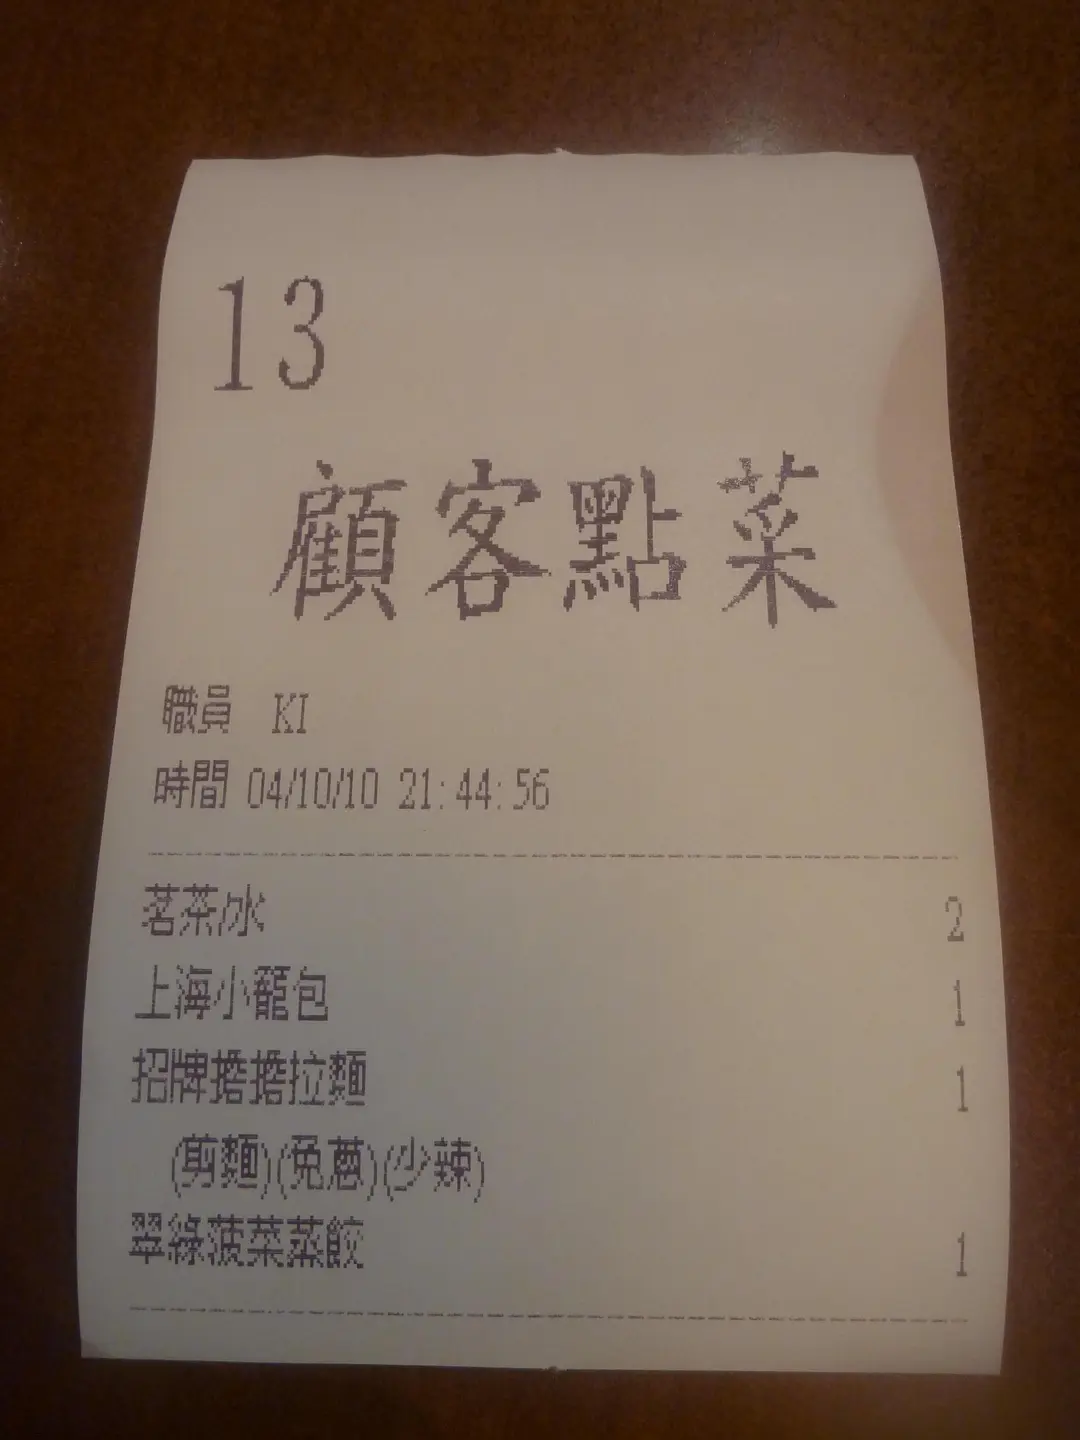 13
顧客點菜
職員 KI
時間 04/10/10 21:44:56
茗茶/水 2
上海小籠包 1
招牌擔擔拉麵 1
(剪麵)(免蔥)(少辣)
翠綠菠菜蒸餃 1